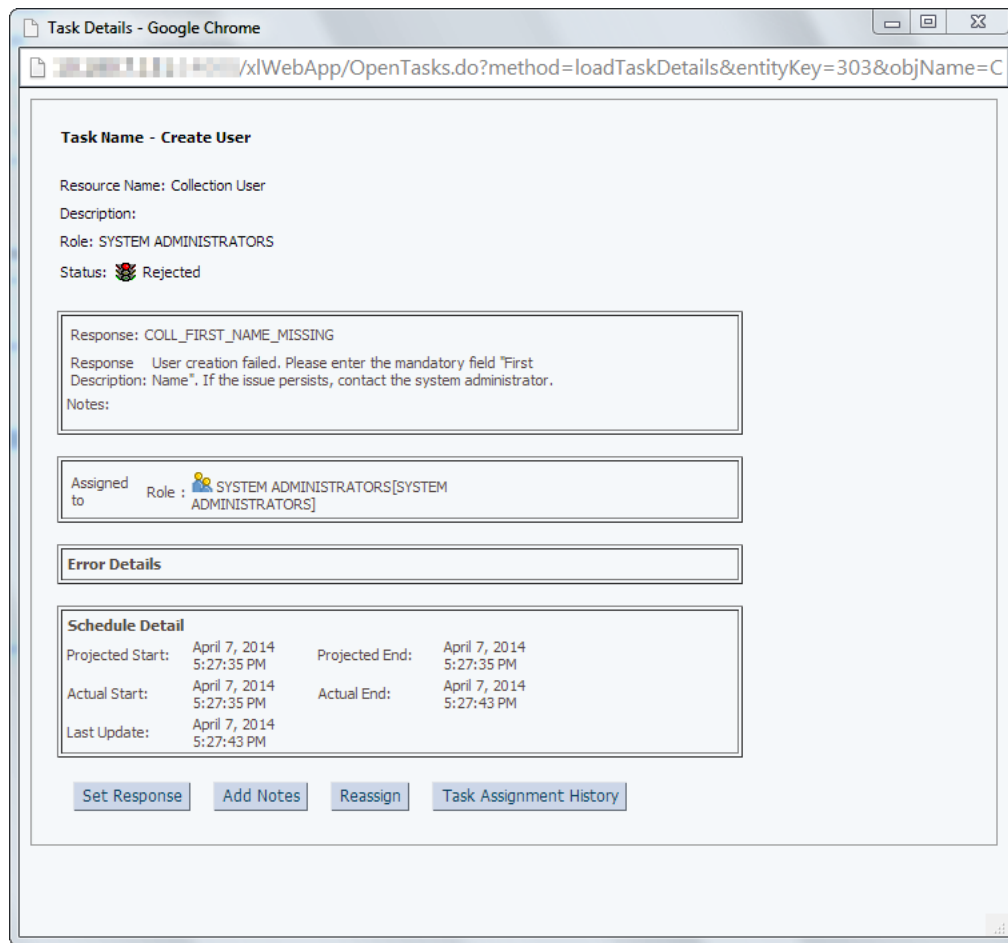 Task Details - Google Chrome
/xlWebApp/OpenTasks.do?method=loadTaskDetails&entityKey=303&objName=C
Task Name - Create User
Resource Name: Collection User
Description:
Role: SYSTEM ADMINISTRATORS
Status: Rejected
Response: COLL_FIRST_NAME_MISSING
Response Description: User creation failed. Please enter the mandatory field "First
Name". If the issue persists, contact the system administrator.
Notes:
Assigned to Role : SYSTEM ADMINISTRATORS[SYSTEM
ADMINISTRATORS]
Error Details
Schedule Detail
Projected Start: April 7, 2014 5:27:35 PM Projected End: April 7, 2014 5:27:35 PM
Actual Start: April 7, 2014 5:27:35 PM Actual End: April 7, 2014 5:27:43 PM
Last Update: April 7, 2014 5:27:43 PM
Set Response Add Notes Reassign Task Assignment History